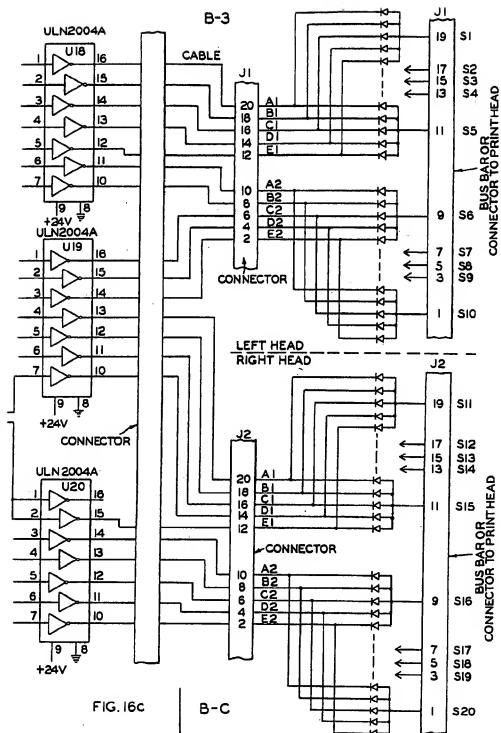 B-3
ULN2004A
U18
1 16
2 15
3 14
4 13
5 12
6 11
7 10
9 8
+24V
U19
ULN2004A
1 16
2 15
3 14
4 13
5 12
6 11
7 10
9 8
+24V
CONNECTOR
ULN2004A
U20
1 16
2 15
3 14
4 13
5 12
6 11
7 10
9 8
+24V
CABLE
J1
20 A1
18 B1
16 C1
14 D1
12 E1
10 A2
8 B2
6 C2
4 D2
2 E2
CONNECTOR
J1
19 S1
17 S2
15 S3
13 S4
11 S5
9 S6
7 S7
5 S8
3 S9
1 S10
BUS BAR OR
CONNECTOR TO PRINTHEAD
LEFT HEAD
RIGHT HEAD
J2
20 A1
18 B1
16 C1
14 D1
12 E1
CONNECTOR
10 A2
8 B2
6 C2
4 D2
2 E2
J2
19 S11
17 S12
15 S13
13 S14
11 S15
9 S16
7 S17
5 S18
3 S19
1 S20
BUS BAR OR
CONNECTOR TO PRINTHEAD
FIG. 16c
B-C